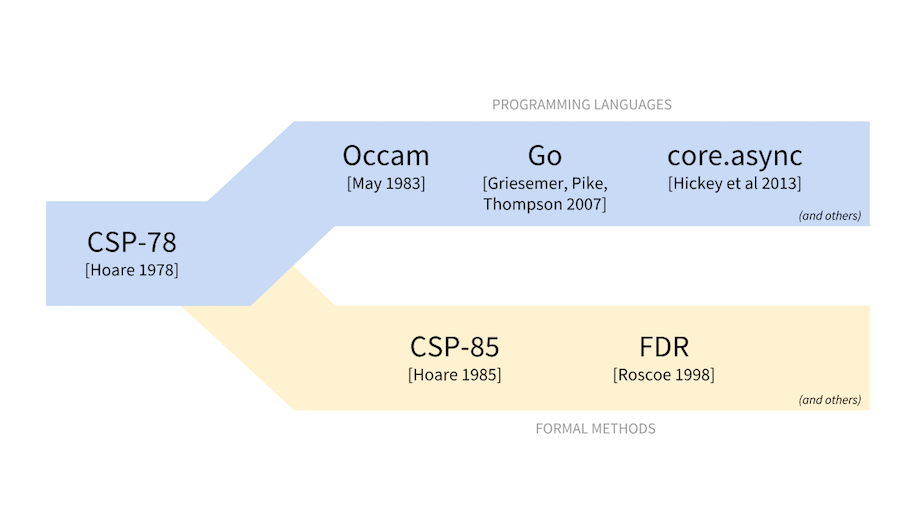 PROGRAMMING LANGUAGES
Occam
[May 1983]
Go
[Griesemer, Pike,
Thompson 2007]
core.async
[Hickey et al 2013]
(and others)
CSP-78
[Hoare 1978]
CSP-85
[Hoare 1985]
FDR
[Roscoe 1998]
(and others)
FORMAL METHODS